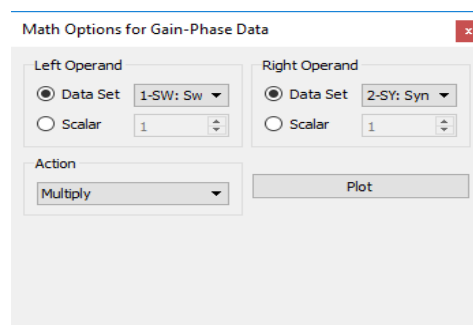 Math Options for Gain-Phase Data
x
Left Operand
Data Set 1-SW: Sw
Scalar 1
Right Operand
Data Set 2-SY: Syn
Scalar 1
Action
Multiply
Plot